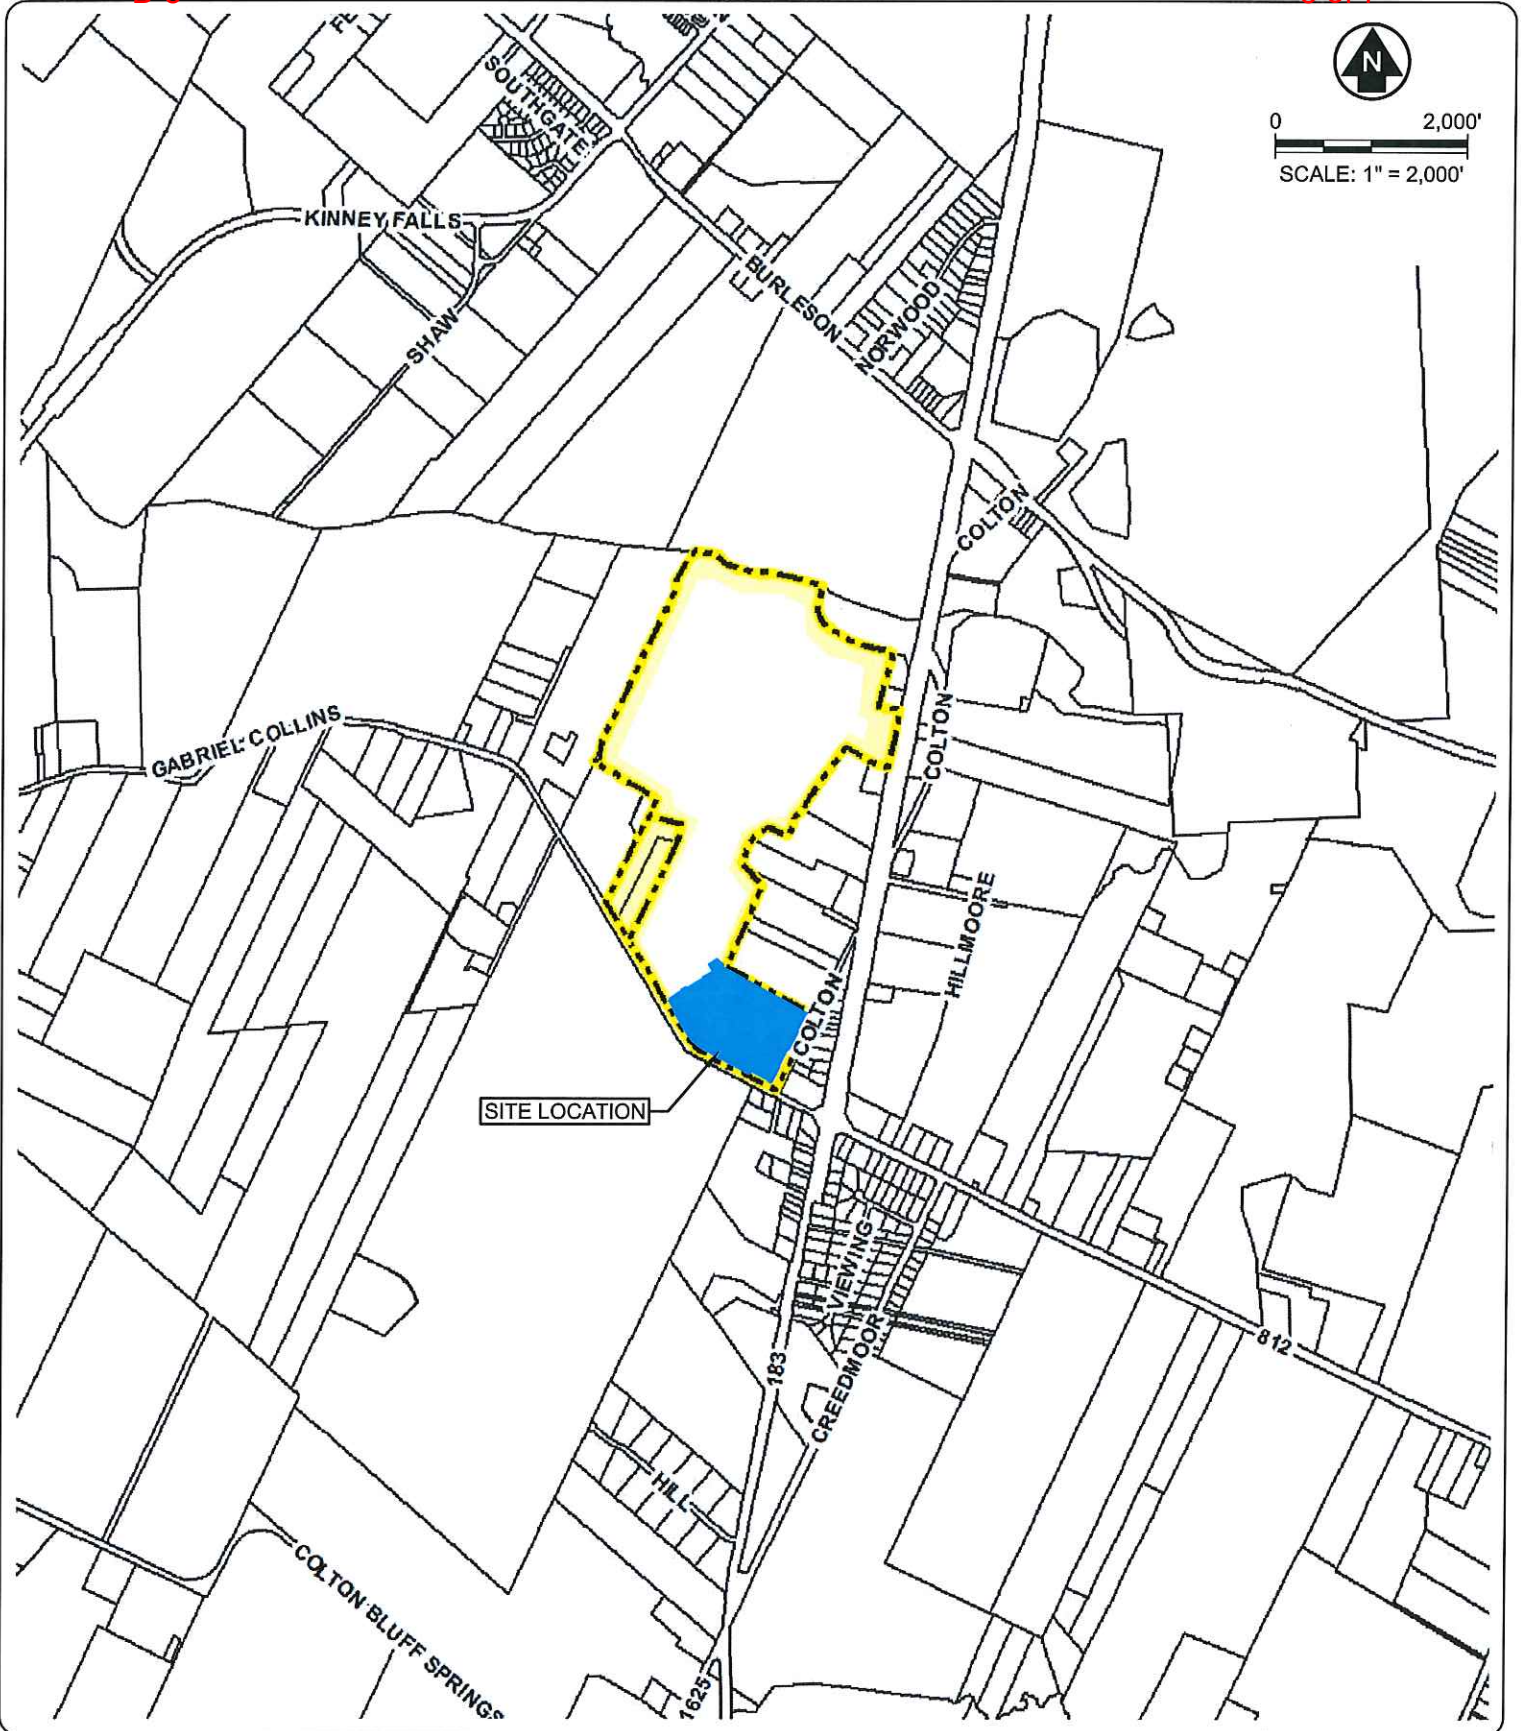 N
0 2,000'
SCALE: 1" = 2,000'
SOUTHGATE
KINNEY FALLS
SHAW
BURLESON
NORWOOD
COLTON
GABRIEL COLLINS
COLTON
HILLMOORE
COLTON
SITE LOCATION
VIEWING
812
183
CREEDMOOR
HILL
COLTON BLUFF SPRINGS
1625